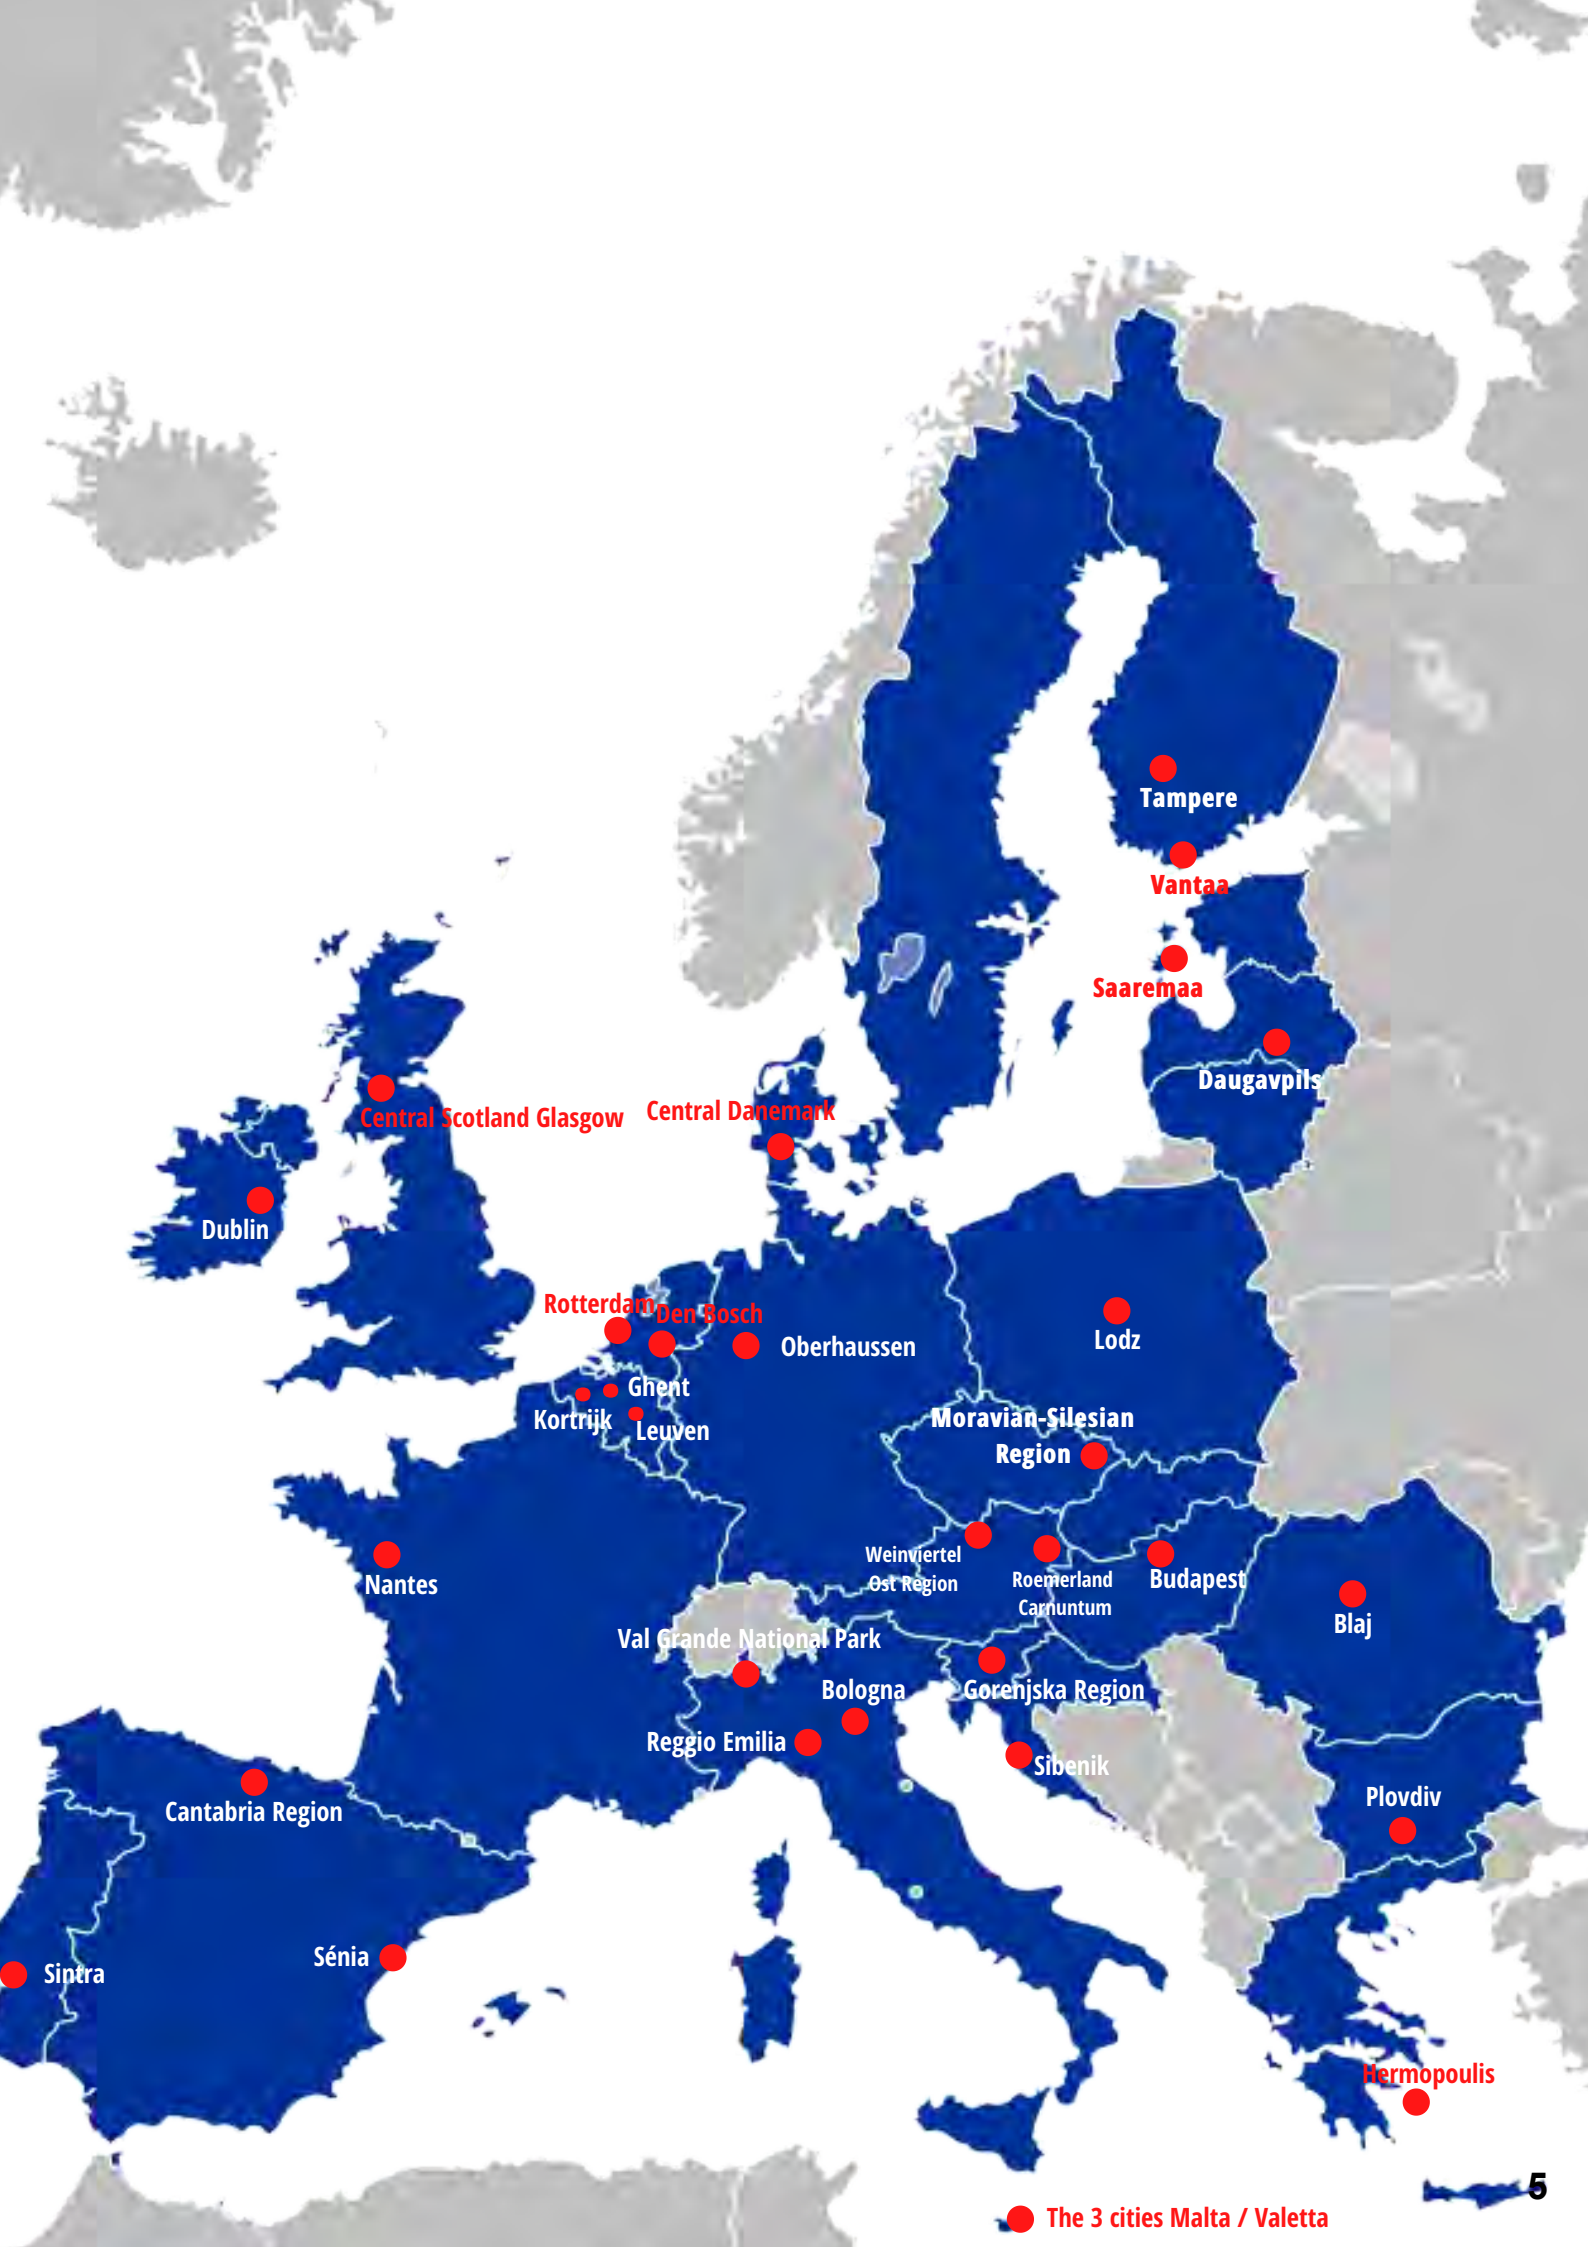 Tampere
Vantaa
Saaremaa
Daugavpils
Central Scotland Glasgow
Central Danemark
Dublin
Rotterdam
Den Bosch
Oberhaussen
Lodz
Ghent
Kortrijk
Leuven
Moravian-Silesian
Region
Weinviertel
Ost Region
Roemerland
Carnuntum
Budapest
Nantes
Blaj
Val Grande National Park
Bologna
Gorenjska Region
Reggio Emilia
Sibenik
Cantabria Region
Plovdiv
Sénia
Sintra
Hermopoulis
5
The 3 cities Malta / Valetta